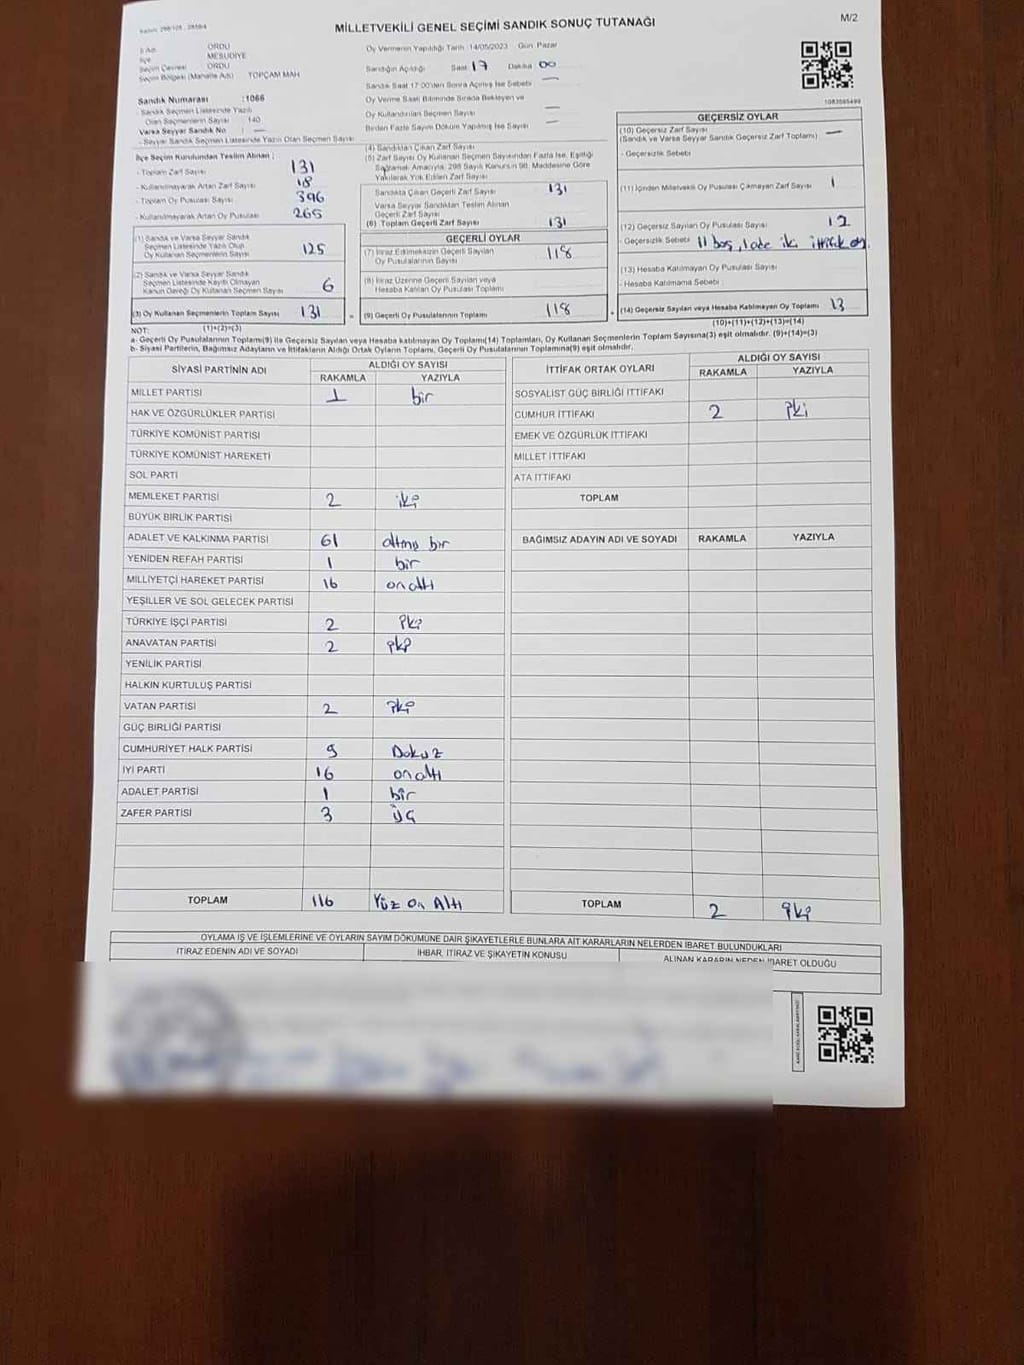 MİLLETVEKİLİ GENEL SEÇİMİ SANDIK SONUÇ TUTANAĞI
M/2
İl Adı ORDU
İlçe MESUDİYE
Seçim Çevresi ORDU
Seçim Bölgesi (Mahalle Adı) TOPÇAM MAH
Oy Vermenin Yapıldığı Tarih :14/05/2023 Gün Pazar
Sandığın Açıldığı Saat 17 Dakika 00
Sandık Saat 17:00'den Sonra Açılmış İse Sebebi —
Oy Verme Saati Bitiminde Sırada Bekleyen ve
Oy Kullandırılan Seçmen Sayısı —
Birden Fazla Sayım Döküm Yapılmış İse Sayısı —
Sandık Numarası :1066
- Sandık Seçmen Listesinde Yazılı
Olan Seçmenlerin Sayısı 140
Varsa Seyyar Sandık No : —
- Seyyar Sandık Seçmen Listesinde Yazılı Olan Seçmen Sayısı
İlçe Seçim Kurulundan Teslim Alınan ;
- Toplam Zarf Sayısı 131
- Kullanılmayarak Artan Zarf Sayısı 18
- Toplam Oy Pusulası Sayısı 396
- Kullanılmayarak Artan Oy Pusulası 265
(1) Sandık ve Varsa Seyyar Sandık
Seçmen Listesinde Yazılı Olup
Oy Kullanan Seçmenlerin Sayısı 125
(2) Sandık ve Varsa Seyyar Sandık
Seçmen Listesinde Kayıtlı Olmayan
Kanun Gereği Oy Kullanan Seçmen Sayısı 6
(3) Oy Kullanan Seçmenlerin Toplam Sayısı 131
(1)+(2)=(3)
(4) Sandıktan Çıkan Zarf Sayısı
(5) Zarf Sayısı Oy Kullanan Seçmen Sayısından Fazla İse, Eşitliği
Sağlamak Amacıyla, 298 Sayılı Kanunun 98. Maddesine Göre
Yakılarak Yok Edilen Zarf Sayısı
Sandıkta Çıkan Geçerli Zarf Sayısı 131
Varsa Seyyar Sandıktan Teslim Alınan
Geçerli Zarf Sayısı
(6) Toplam Geçerli Zarf Sayısı 131
GEÇERLİ OYLAR
(7) İtiraz Edilmeksizin Geçerli Sayılan
Oy Pusulalarının Sayısı 118
(8) İtiraz Üzerine Geçerli Sayılan veya
Hesaba Katılan Oy Pusulası Toplamı
(9) Geçerli Oy Pusulalarının Toplamı 118
1083585499
GEÇERSİZ OYLAR
(10) Geçersiz Zarf Sayısı
(Sandık ve Varsa Seyyar Sandık Geçersiz Zarf Toplamı) —
- Geçersizlik Sebebi
(11) İçinden Milletvekili Oy Pusulası Çıkmayan Zarf Sayısı 1
(12) Geçersiz Sayılan Oy Pusulası Sayısı 12
- Geçersizlik Sebebi 11 boş, 1 ade iki ittifak oy.
(13) Hesaba Katılmayan Oy Pusulası Sayısı
- Hesaba Katılmama Sebebi :
(14) Geçersiz Sayılan veya Hesaba Katılmayan Oy Toplamı 13
(10)+(11)+(12)+(13)=(14)
NOT:
a- Geçerli Oy Pusulalarının Toplamı(9) ile Geçersiz Sayılan veya Hesaba katılmayan Oy Toplamı(14) Toplamları, Oy Kullanan Seçmenlerin Toplam Sayısına(3) eşit olmalıdır. (9)+(14)=(3)
b- Siyasi Partilerin, Bağımsız Adayların ve İttifakların Aldığı Ortak Oyların Toplamı, Geçerli Oy Pusulalarının Toplamına(9) eşit olmalıdır.
SİYASİ PARTİNİN ADI ALDIĞI OY SAYISI
RAKAMLA YAZIYLA
MİLLET PARTİSİ 1 bir
HAK VE ÖZGÜRLÜKLER PARTİSİ
TÜRKİYE KOMÜNİST PARTİSİ
TÜRKİYE KOMÜNİST HAREKETİ
SOL PARTİ
MEMLEKET PARTİSİ 2 iki
BÜYÜK BİRLİK PARTİSİ
ADALET VE KALKINMA PARTİSİ 61 altmış bir
YENİDEN REFAH PARTİSİ 1 bir
MİLLİYETÇİ HAREKET PARTİSİ 16 on altı
YEŞİLLER VE SOL GELECEK PARTİSİ
TÜRKİYE İŞÇİ PARTİSİ 2 iki
ANAVATAN PARTİSİ 2 iki
YENİLİK PARTİSİ
HALKIN KURTULUŞ PARTİSİ
VATAN PARTİSİ 2 iki
GÜÇ BİRLİĞİ PARTİSİ
CUMHURİYET HALK PARTİSİ 9 Dokuz
İYİ PARTİ 16 on altı
ADALET PARTİSİ 1 bir
ZAFER PARTİSİ 3 üç
TOPLAM 116 Yüz On Altı
İTTİFAK ORTAK OYLARI ALDIĞI OY SAYISI
RAKAMLA YAZIYLA
SOSYALİST GÜÇ BİRLİĞİ İTTİFAKI
CUMHUR İTTİFAKI 2 iki
EMEK VE ÖZGÜRLÜK İTTİFAKI
MİLLET İTTİFAKI
ATA İTTİFAKI
TOPLAM
BAĞIMSIZ ADAYIN ADI VE SOYADI RAKAMLA YAZIYLA
TOPLAM 2 iki
OYLAMA İŞ VE İŞLEMLERİNE VE OYLARIN SAYIM DÖKÜMÜNE DAİR ŞİKAYETLERLE BUNLARA AİT KARARLARIN NELERDEN İBARET BULUNDUKLARI
İTİRAZ EDENİN ADI VE SOYADI İHBAR, İTİRAZ VE ŞİKAYETİN KONUSU ALINAN KARARIN NEDEN İBARET OLDUĞU